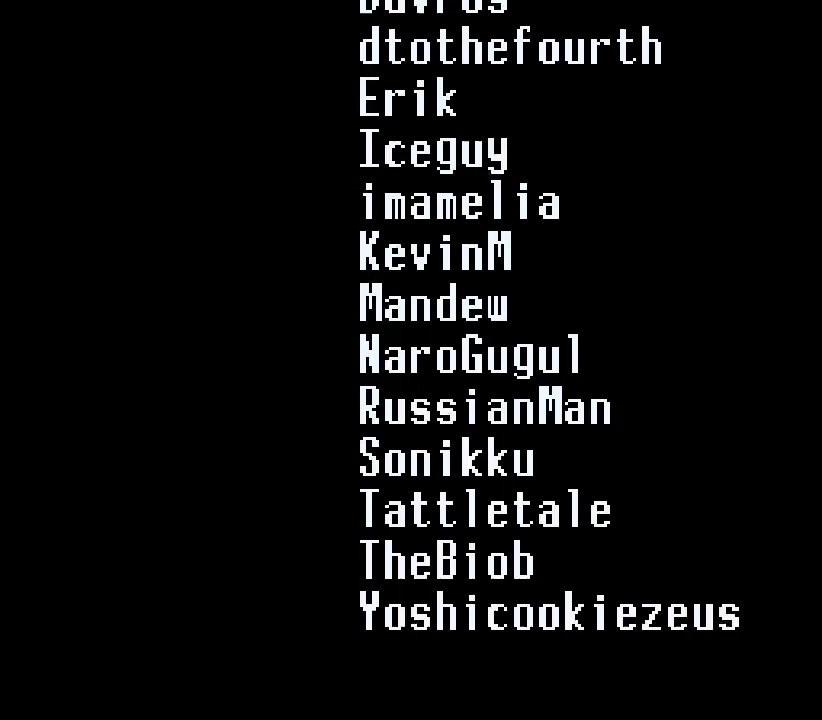 dtothefourth
Erik
Iceguy
imamelia
KevinM
Mandew
NaroGugul
RussianMan
Sonikku
Tattletale
TheBiob
Yoshicookiezeus